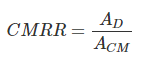 CMRR = A_D / A_CM